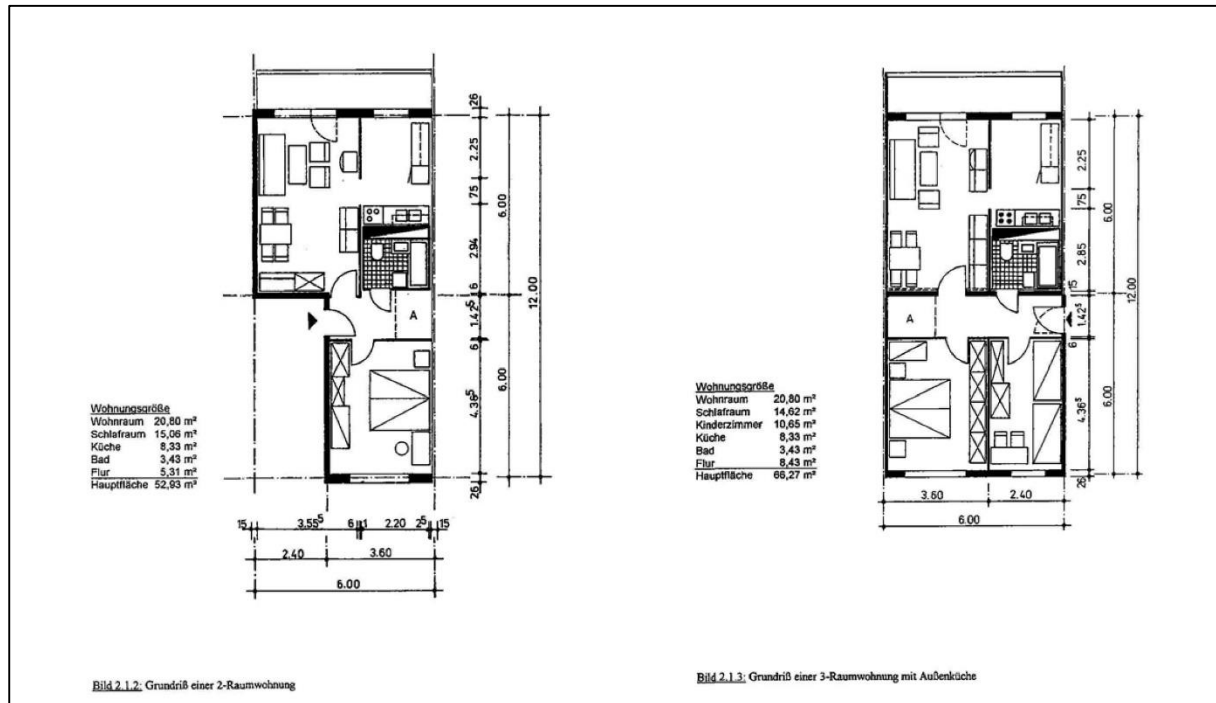 26
2.25
75
2.94
6
1.42⁵
6
4.36⁵
26
6.00
6.00
12.00
A
Wohnungsgröße
Wohnraum 20,80 m²
Schlafraum 15,06 m²
Küche 8,33 m²
Bad 3,43 m²
Flur 5,31 m²
Hauptfläche 52,93 m²
15 3.55⁵ 6 1 2.20 2⁵ 15
2.40 3.60
6.00
Bild 2.1.2: Grundriß einer 2-Raumwohnung
2.25
75
2.85
15
1.42⁵
6
4.36⁵
26
6.00
6.00
12.00
A
Wohnungsgröße
Wohnraum 20,80 m²
Schlafraum 14,62 m²
Kinderzimmer 10,65 m²
Küche 8,33 m²
Bad 3,43 m²
Flur 8,43 m²
Hauptfläche 66,27 m²
3.60 2.40
6.00
Bild 2.1.3: Grundriß einer 3-Raumwohnung mit Außenküche